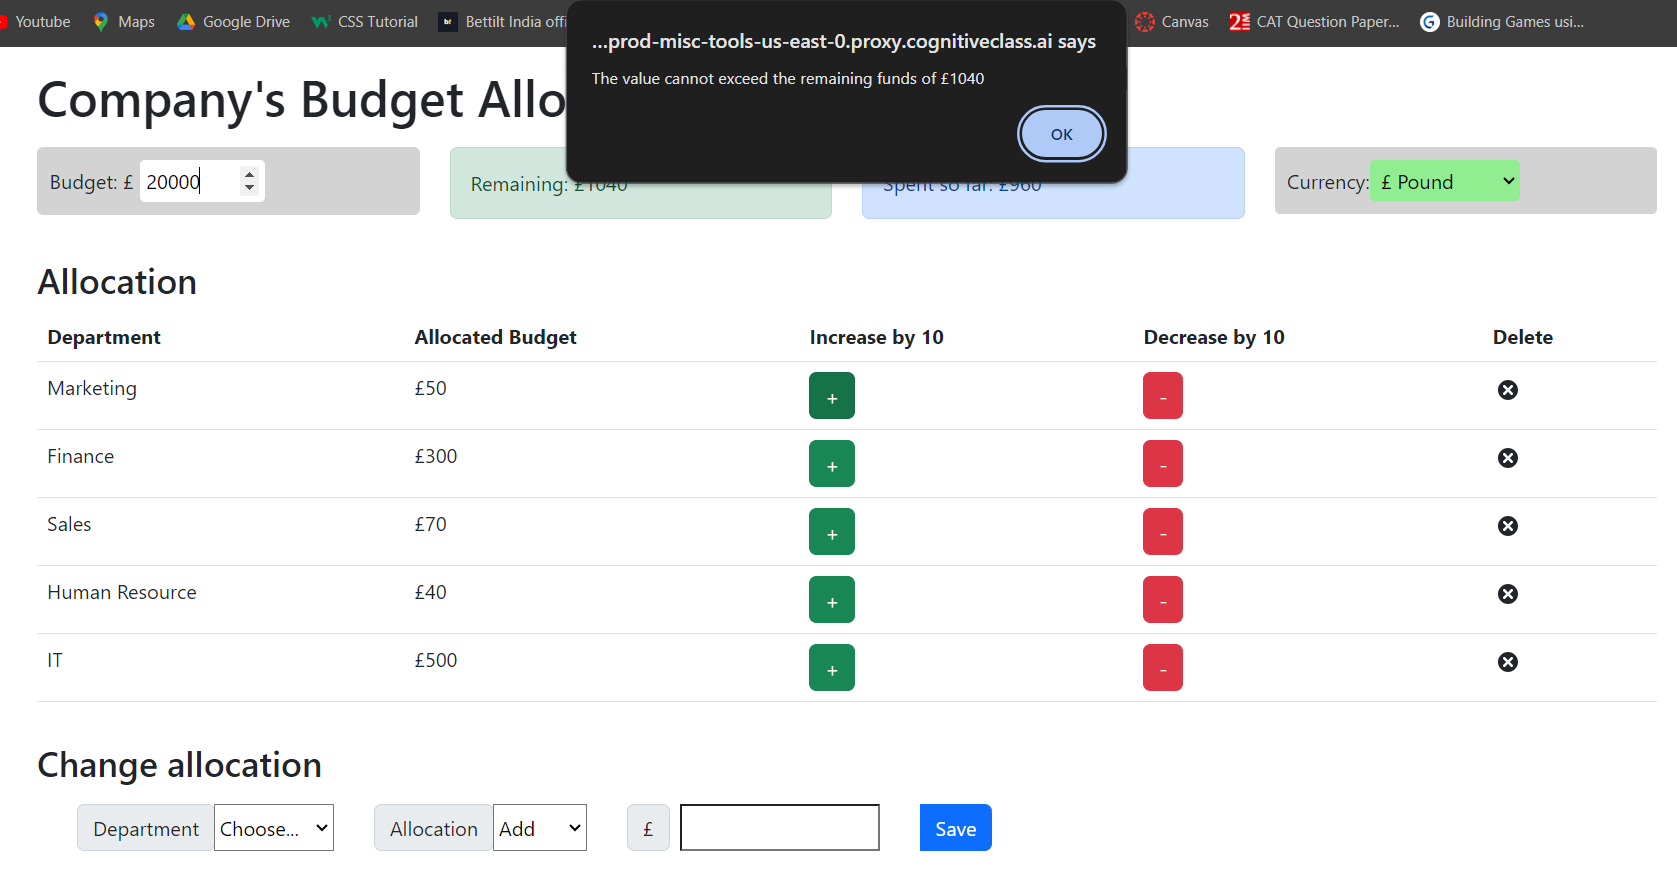 Youtube Maps Google Drive CSS Tutorial bt Bettilt India offi Canvas CAT Question Paper... Building Games usi...
...prod-misc-tools-us-east-0.proxy.cognitiveclass.ai says
The value cannot exceed the remaining funds of £1040
OK
Company's Budget Allo
Budget: £ 20000
Remaining: £1040
Spent so far: £960
Currency: £ Pound
Allocation
Department Allocated Budget Increase by 10 Decrease by 10 Delete
Marketing £50 + -
Finance £300 + -
Sales £70 + -
Human Resource £40 + -
IT £500 + -
Change allocation
Department Choose... Allocation Add £ Save